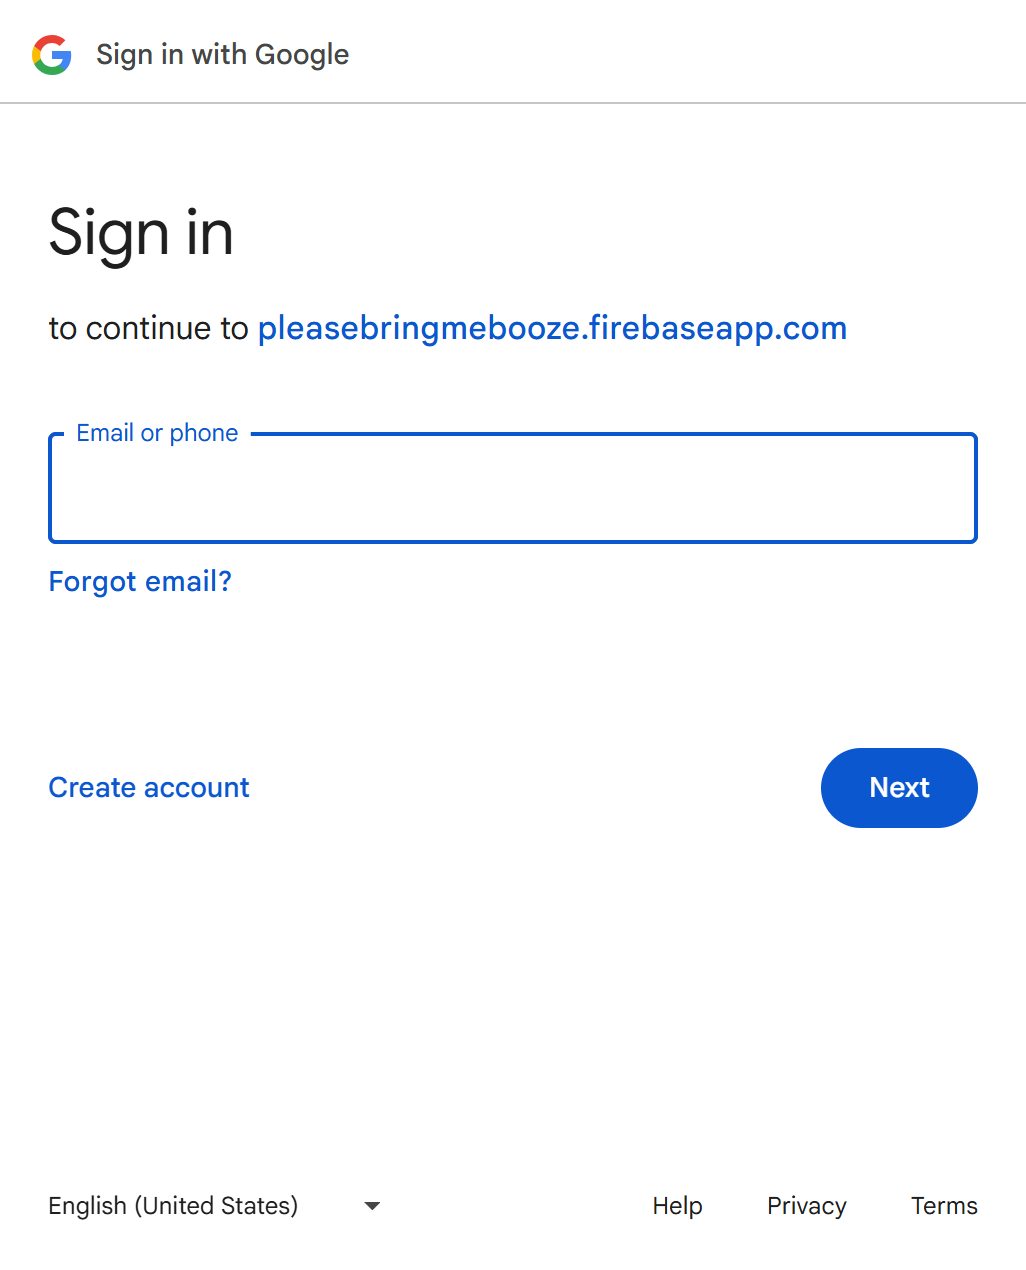 Sign in with Google
Sign in
to continue to pleasebringmebooze.firebaseapp.com
Email or phone
Forgot email?
Create account
Next
English (United States)
Help
Privacy
Terms